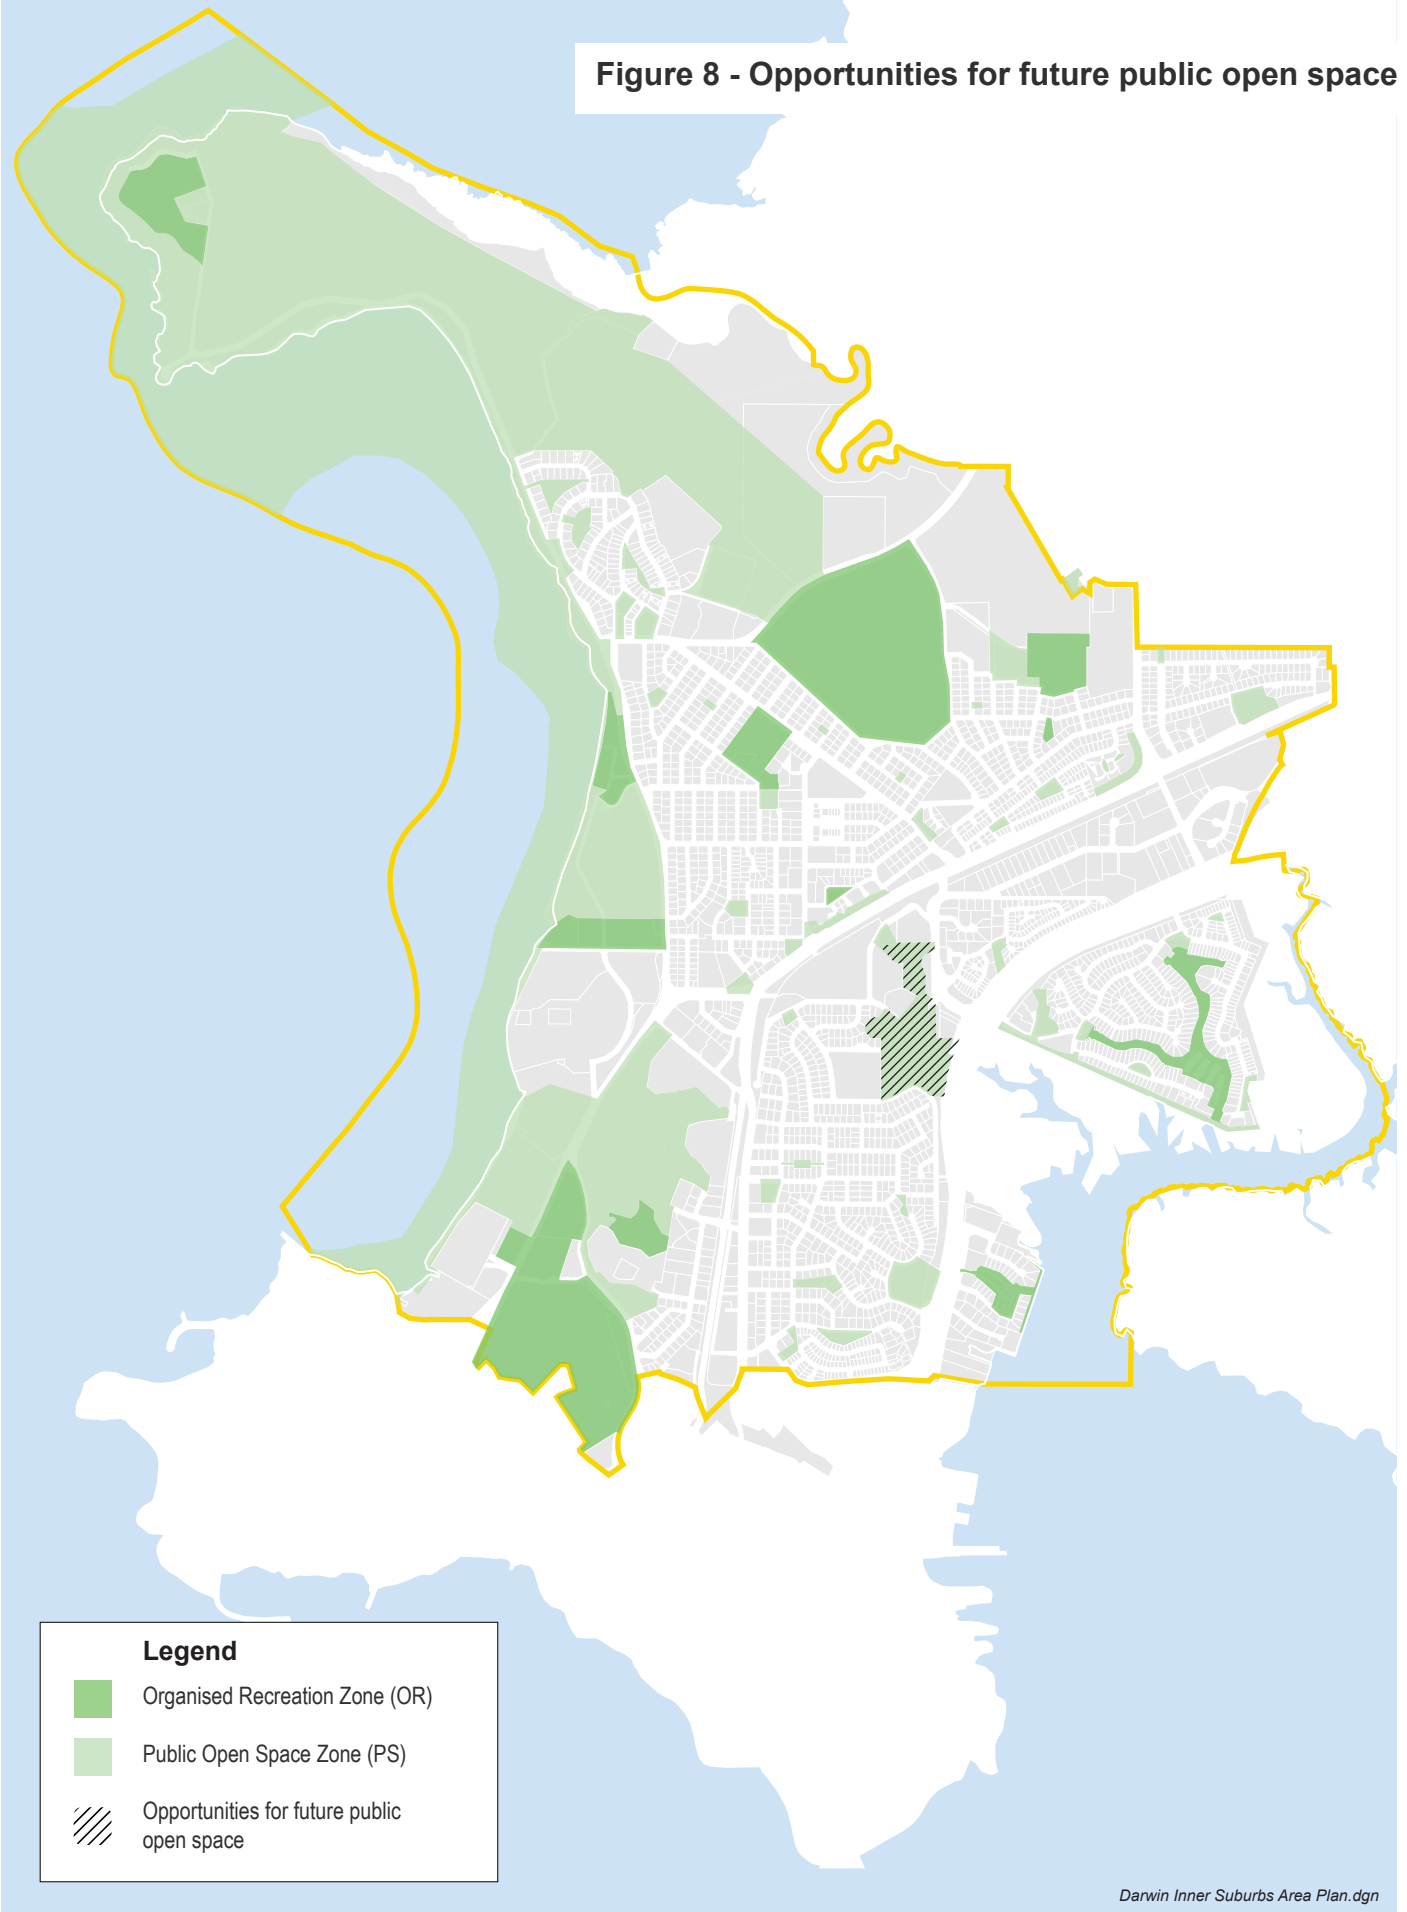 Figure 8 - Opportunities for future public open space
Legend
Organised Recreation Zone (OR)
Public Open Space Zone (PS)
Opportunities for future public
open space
Darwin Inner Suburbs Area Plan.dgn